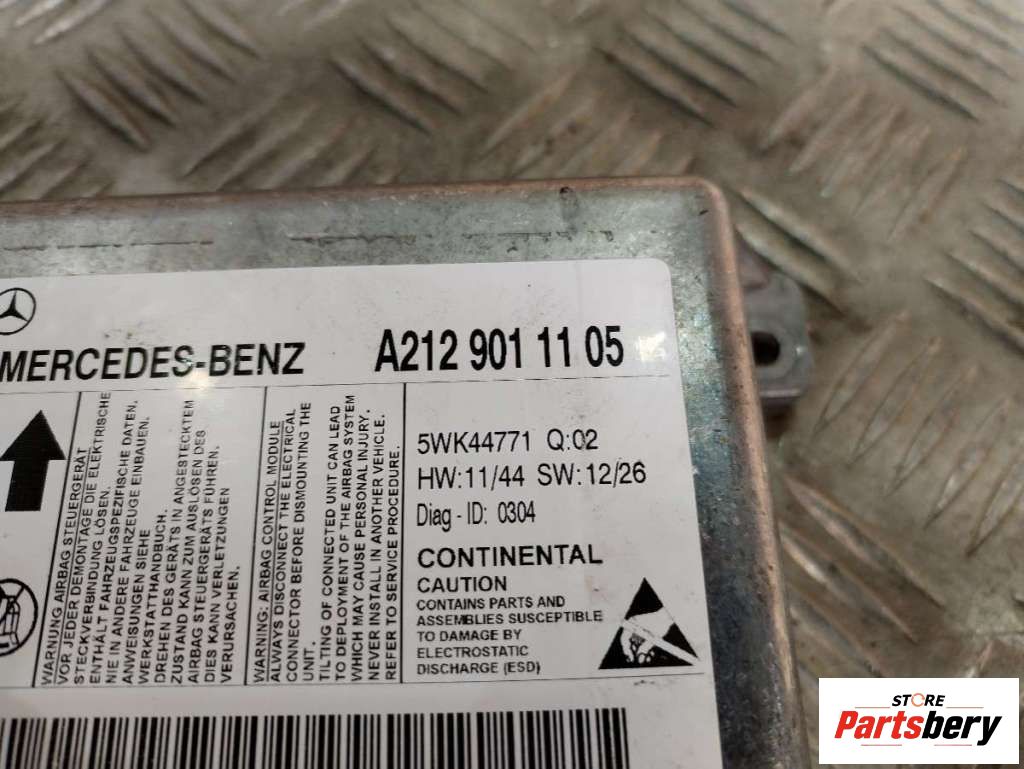 MERCEDES-BENZ
A212 901 11 05
WARNUNG AIRBAG STEUERGERÄT
VOR JEDER DEMONTAGE DIE ELEKTRISCHE
STECKVERBINDUNG LÖSEN.
ENTHÄLT FAHRZEUGSPEZIFISCHE DATEN.
NIE IN ANDERE FAHRZEUGE EINBAUEN.
ANWEISUNGEN SIEHE
WERKSTATTHANDBUCH.
DREHEN DES GERÄTS IN ANGESTECKTEM
ZUSTAND KANN ZUM AUSLÖSEN DES
AIRBAG STEUERGERÄTS FÜHREN.
DIES KANN VERLETZUNGEN
VERURSACHEN.
WARNING: AIRBAG CONTROL MODULE
ALWAYS DISCONNECT THE ELECTRICAL
CONNECTOR BEFORE DISMOUNTING THE
UNIT.
TILTING OF CONNECTED UNIT CAN LEAD
TO DEPLOYMENT OF THE AIRBAG SYSTEM
WHICH MAY CAUSE PERSONAL INJURY.
NEVER INSTALL IN ANOTHER VEHICLE.
REFER TO SERVICE PROCEDURE.
5WK44771 Q:02
HW:11/44 SW:12/26
Diag - ID: 0304
CONTINENTAL
CAUTION
CONTAINS PARTS AND
ASSEMBLIES SUSCEPTIBLE
TO DAMAGE BY
ELECTROSTATIC
DISCHARGE (ESD)
STORE
Partsbery